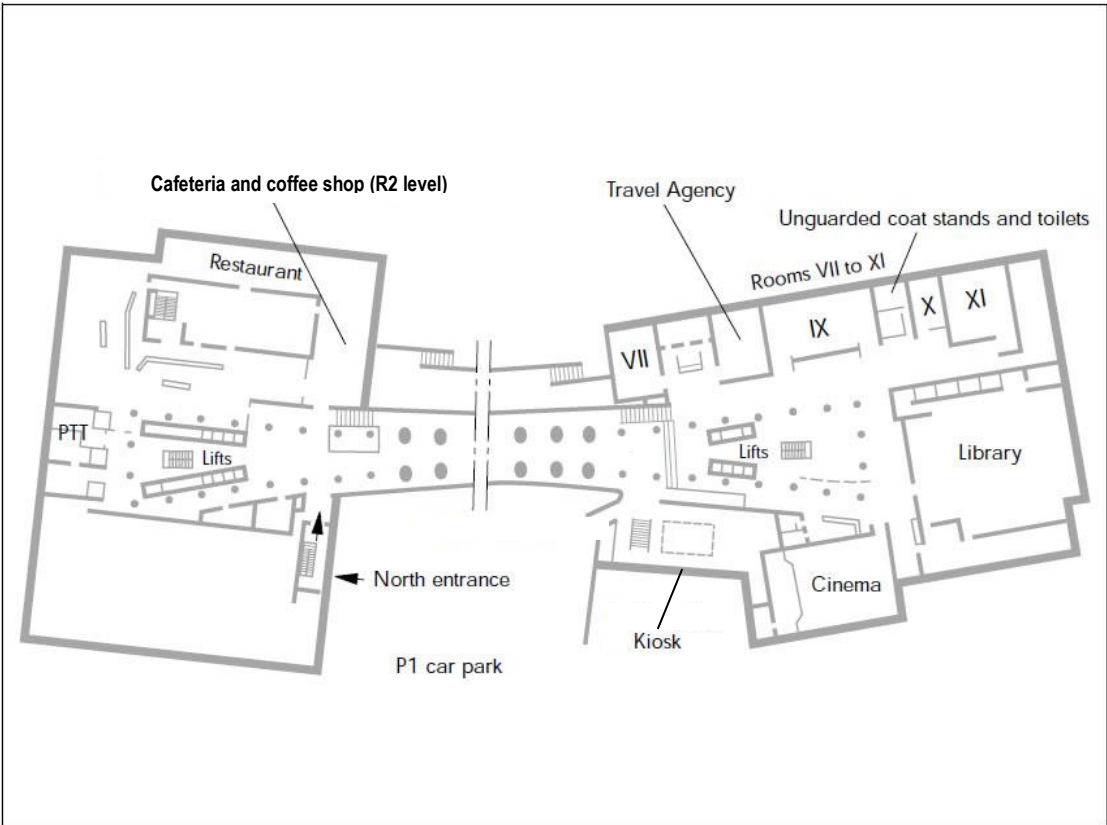 Cafeteria and coffee shop (R2 level)
Travel Agency
Unguarded coat stands and toilets
Restaurant
Rooms VII to XI
VII
IX
X
XI
PTT
Lifts
Lifts
Library
North entrance
Cinema
Kiosk
P1 car park